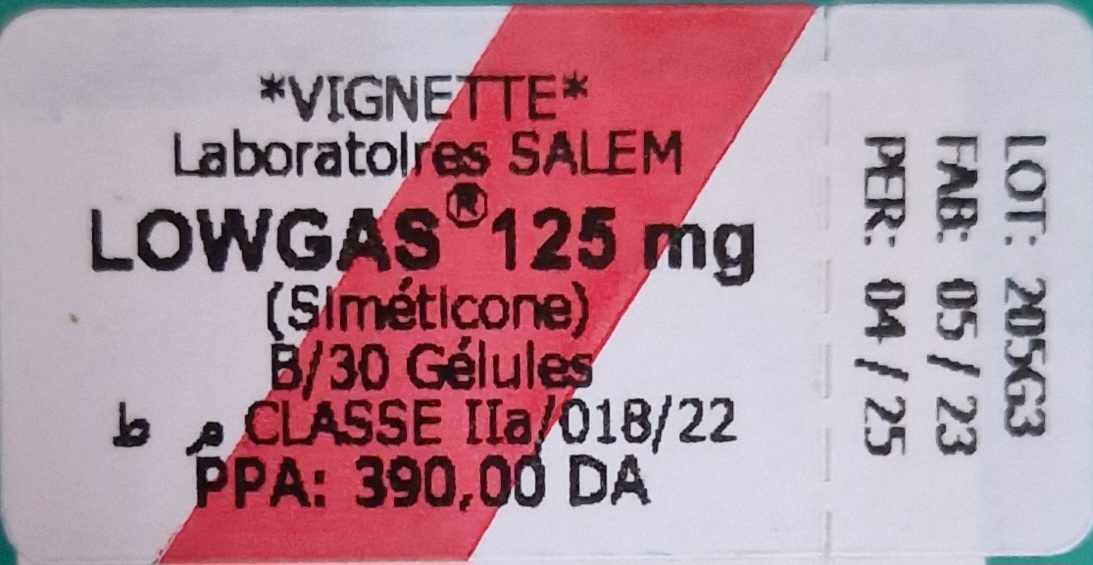 *VIGNETTE*
Laboratoires SALEM
LOWGAS® 125 mg
(Siméticone)
B/30 Gélules
م ط CLASSE IIa/018/22
PPA: 390,00 DA
LOT: 205G3
FAB: 05/23
PER: 04/25